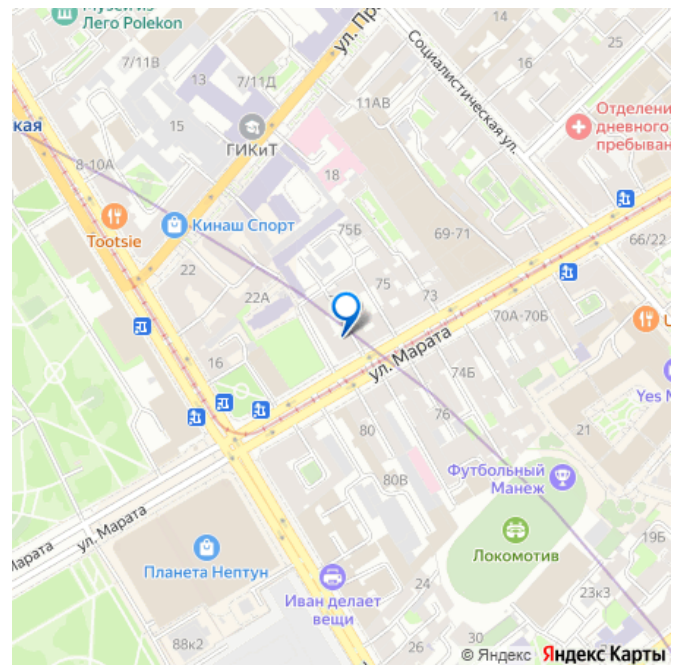 Музей из
Лего Polekon
ул. Пра
Социалистическая ул.
14
25
7/11В
13
7/11Д
16
11АВ
Отделени
дневного
пребыван
кая
15
ГИКиТ
8-10А
18
Tootsie
Кинаш Спорт
75Б
69-71
66/22
22
22А
75
73
70А-70Б
16
ул. Марата
74Б
Yes M
80
76
21
Футбольный
Манеж
80В
ул. Марата
Марата
Локомотив
19Б
Планета Нептун
24
23к3
Иван делает
вещи
88к2
26
30
© Яндекс Яндекс Карты